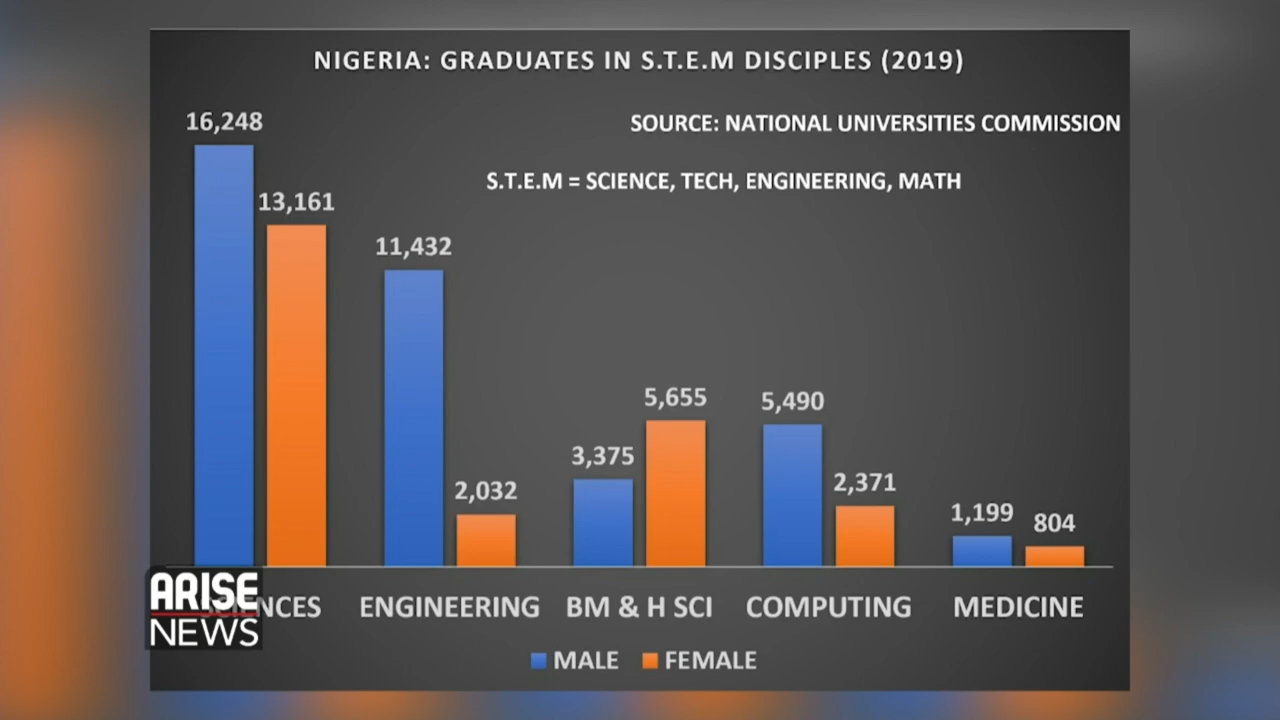 NIGERIA: GRADUATES IN S.T.E.M DISCIPLES (2019)
SOURCE: NATIONAL UNIVERSITIES COMMISSION
S.T.E.M = SCIENCE, TECH, ENGINEERING, MATH
16,248
13,161
11,432
2,032
3,375
5,655
5,490
2,371
1,199
804
ENGINEERING
BM & H SCI
COMPUTING
MEDICINE
MALE
FEMALE
ARISE
NEWS